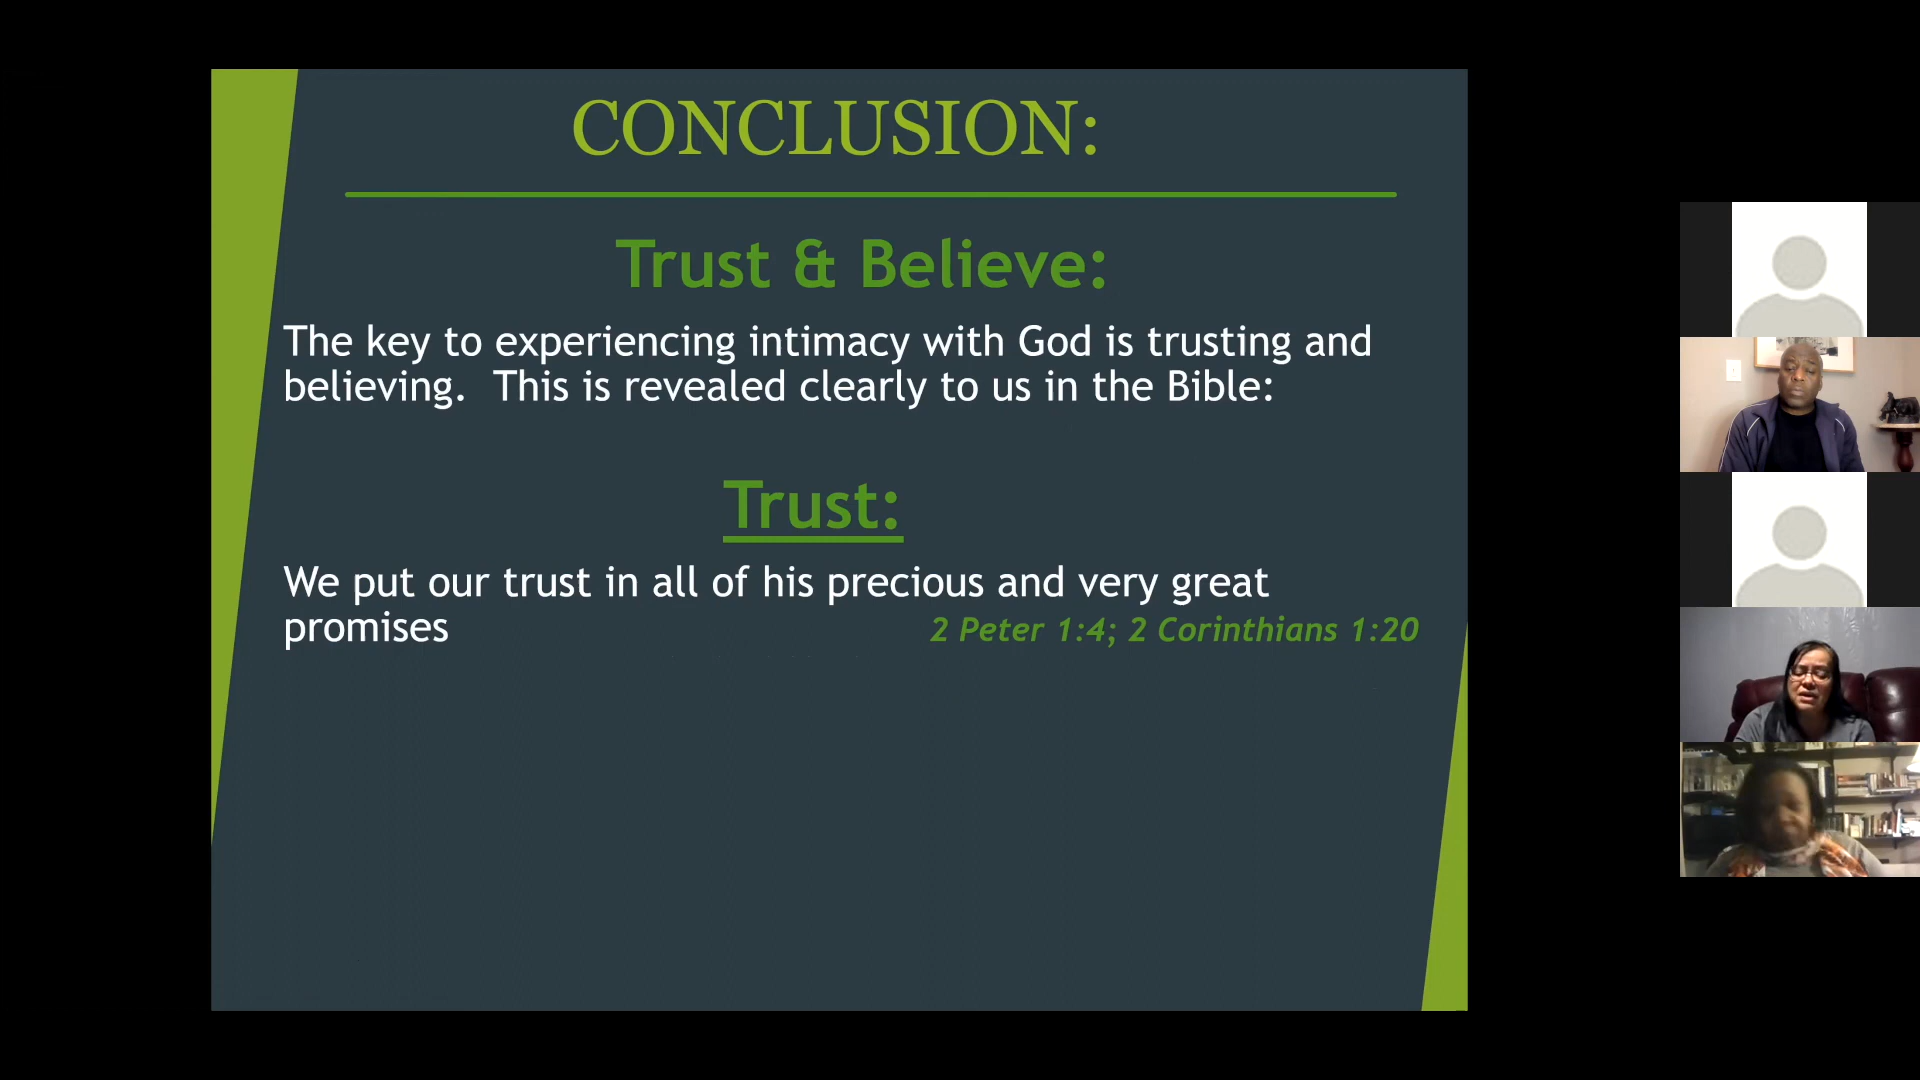 CONCLUSION:
Trust & Believe:
The key to experiencing intimacy with God is trusting and
believing.  This is revealed clearly to us in the Bible:
Trust:
We put our trust in all of his precious and very great
promises 2 Peter 1:4; 2 Corinthians 1:20